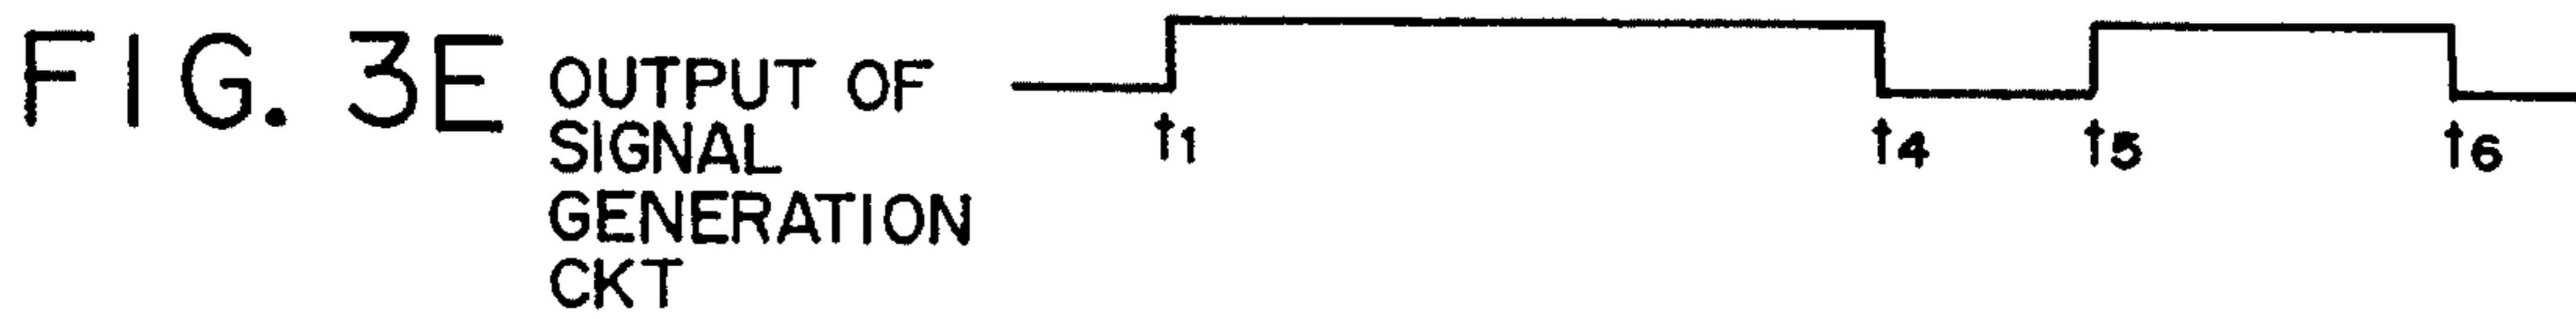 FIG. 3E
OUTPUT OF
SIGNAL
GENERATION
CKT
t1 t4 t5 t6